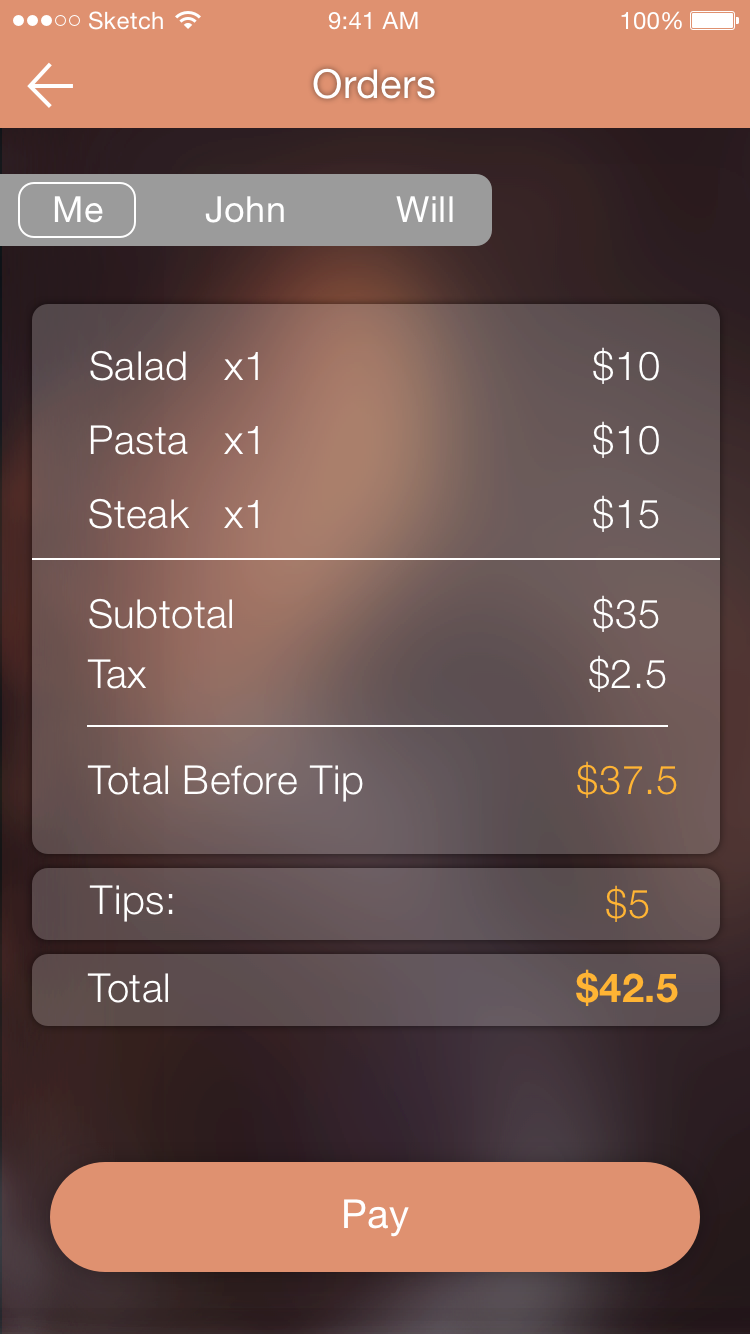 Sketch 9:41 AM 100%
Orders
Me John Will
Salad x1 $10
Pasta x1 $10
Steak x1 $15
Subtotal $35
Tax $2.5
Total Before Tip $37.5
Tips: $5
Total $42.5
Pay